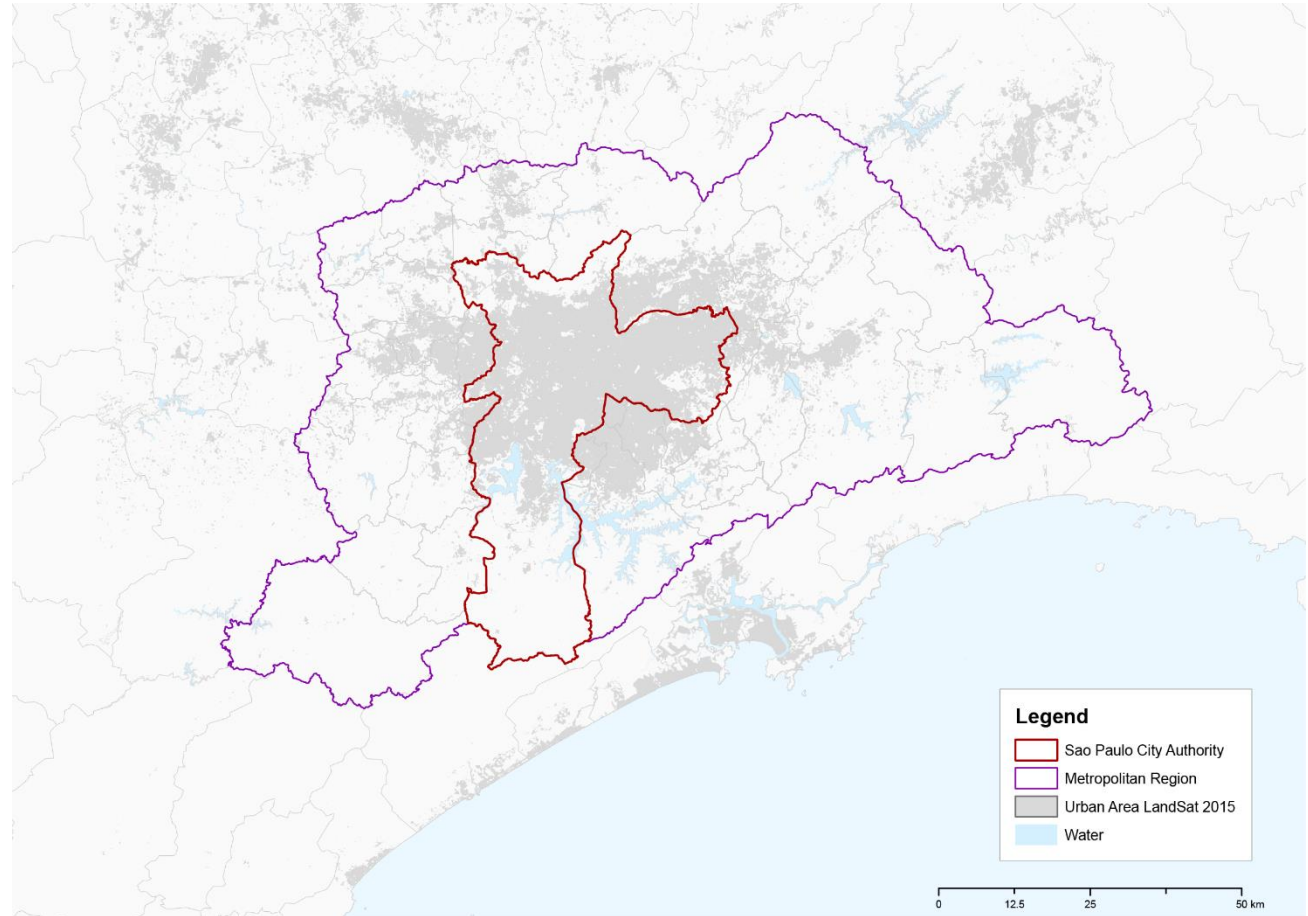 Legend
Sao Paulo City Authority
Metropolitan Region
Urban Area LandSat 2015
Water
0 12.5 25 50 km